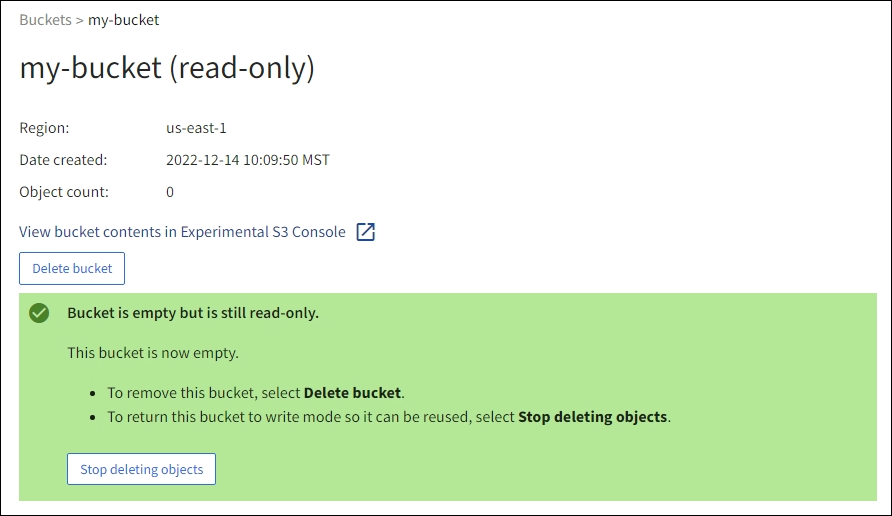 Buckets > my-bucket
my-bucket (read-only)
Region: us-east-1
Date created: 2022-12-14 10:09:50 MST
Object count: 0
View bucket contents in Experimental S3 Console
Delete bucket
Bucket is empty but is still read-only.
This bucket is now empty.
• To remove this bucket, select Delete bucket.
• To return this bucket to write mode so it can be reused, select Stop deleting objects.
Stop deleting objects